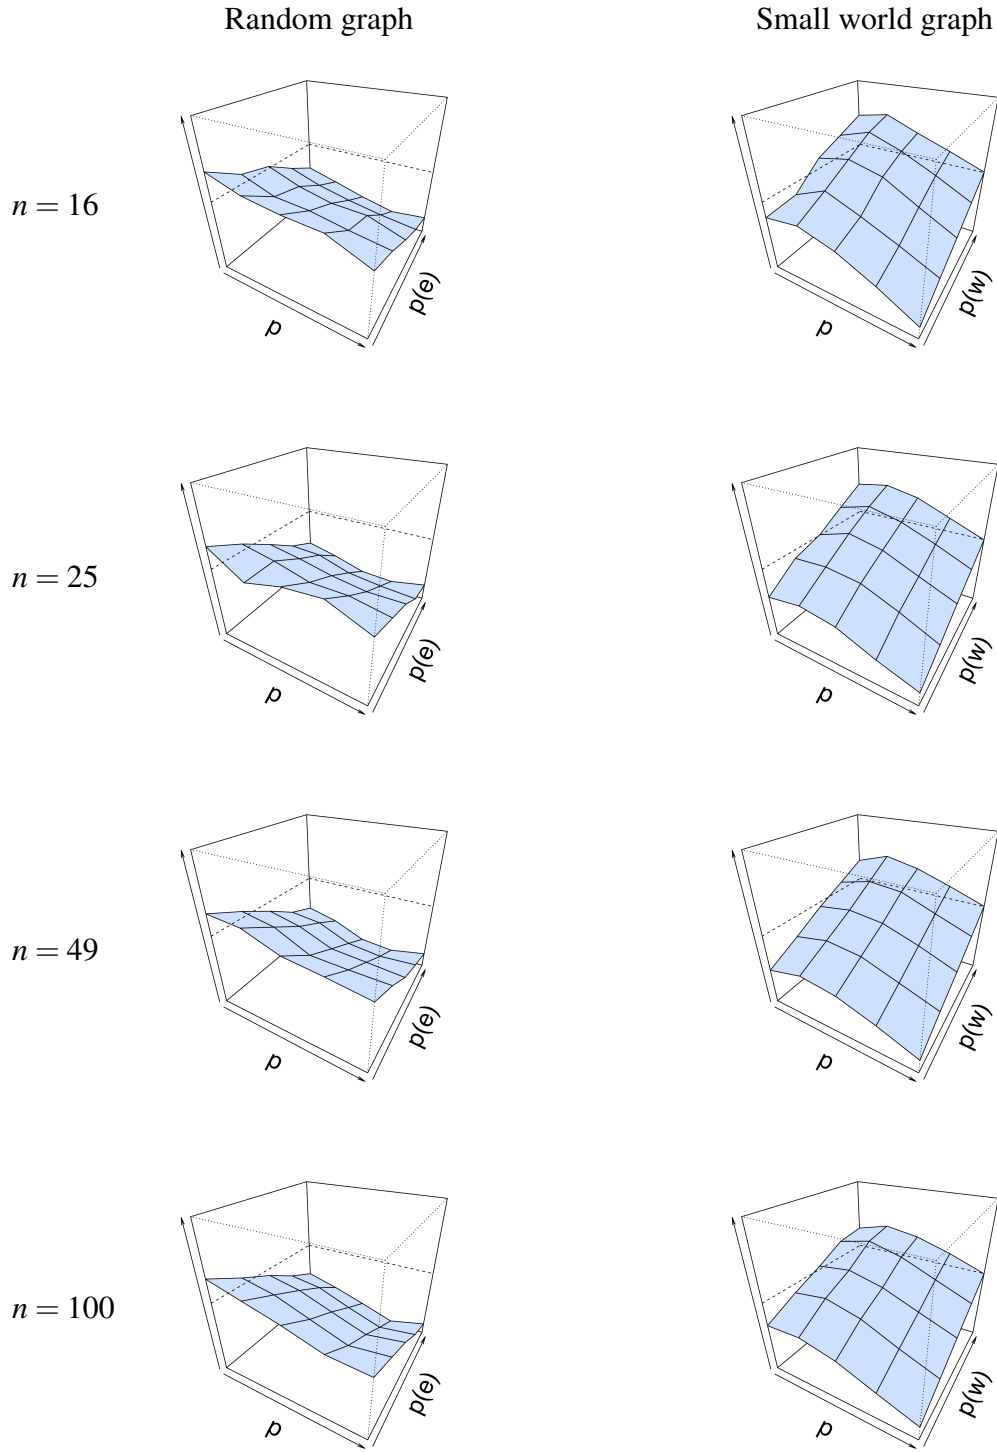 Random graph
Small world graph
n = 16
p
p(e)
p
p(w)
n = 25
p
p(e)
p
p(w)
n = 49
p
p(e)
p
p(w)
n = 100
p
p(e)
p
p(w)